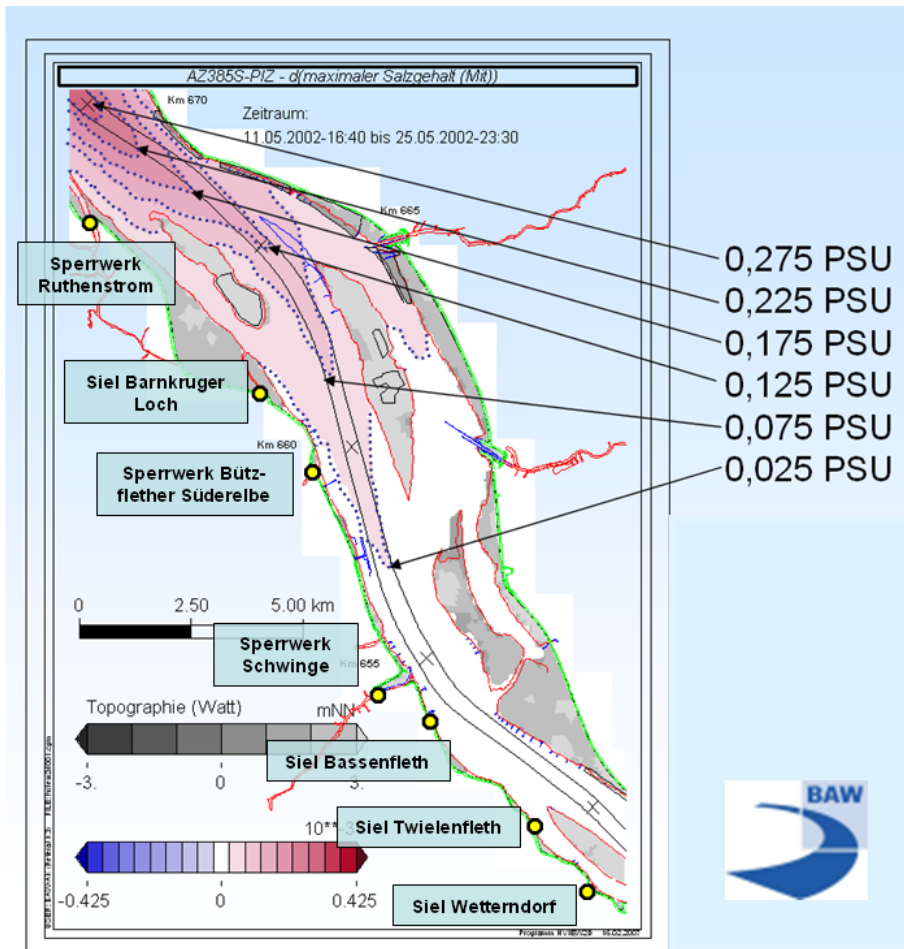 AZ385S-PIZ - d(maximaler Salzgehalt (Mit))
Km 670
Zeitraum:
11.05.2002-16:40 bis 25.05.2002-23:30
Km 665
Sperrwerk
Ruthenstrom
0,275 PSU
0,225 PSU
0,175 PSU
0,125 PSU
0,075 PSU
0,025 PSU
Siel Barnkruger
Loch
Km 660
Sperrwerk Bütz-
flether Süderelbe
0 2.50 5.00 km
Sperrwerk
Schwinge
Km 655
Topographie (Watt) mNN
-3. 0 3.
Siel Bassenfleth
BAW
10**-3
Siel Twielenfleth
-0.425 0 0.425
Siel Wetterndorf
Programm